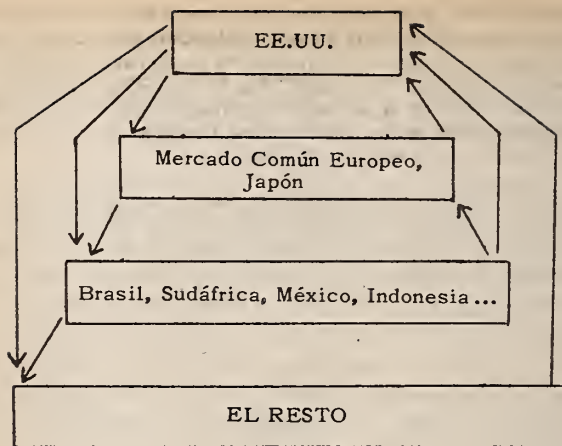 EE.UU.
Mercado Común Europeo,
Japón
Brasil, Sudáfrica, México, Indonesia...
EL RESTO